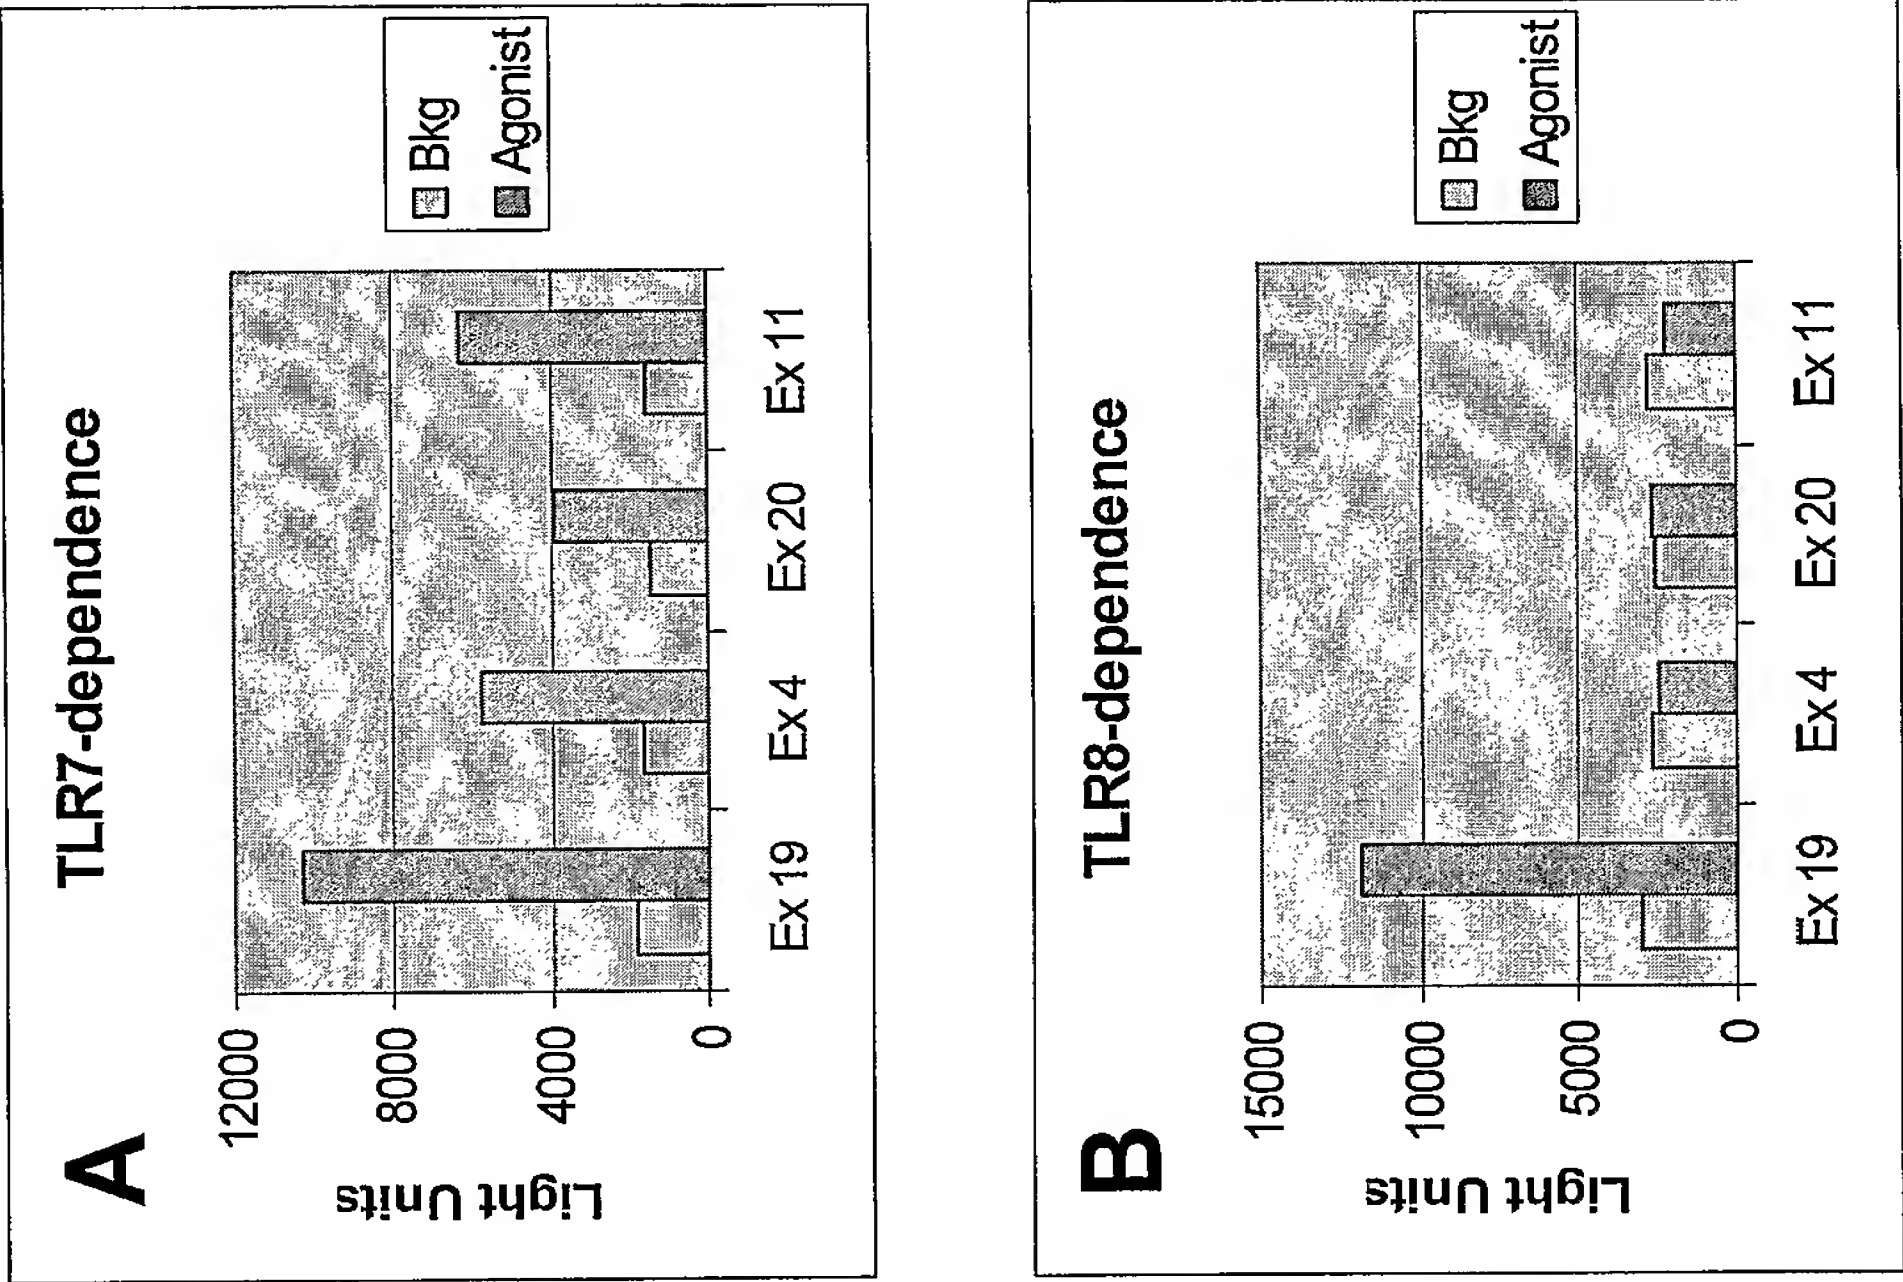 A
TLR7-dependence
Light Units
12000
8000
4000
0
Ex 19
Ex 4
Ex 20
Ex 11
Bkg
Agonist
B
TLR8-dependence
Light Units
15000
10000
5000
0
Ex 19
Ex 4
Ex 20
Ex 11
Bkg
Agonist